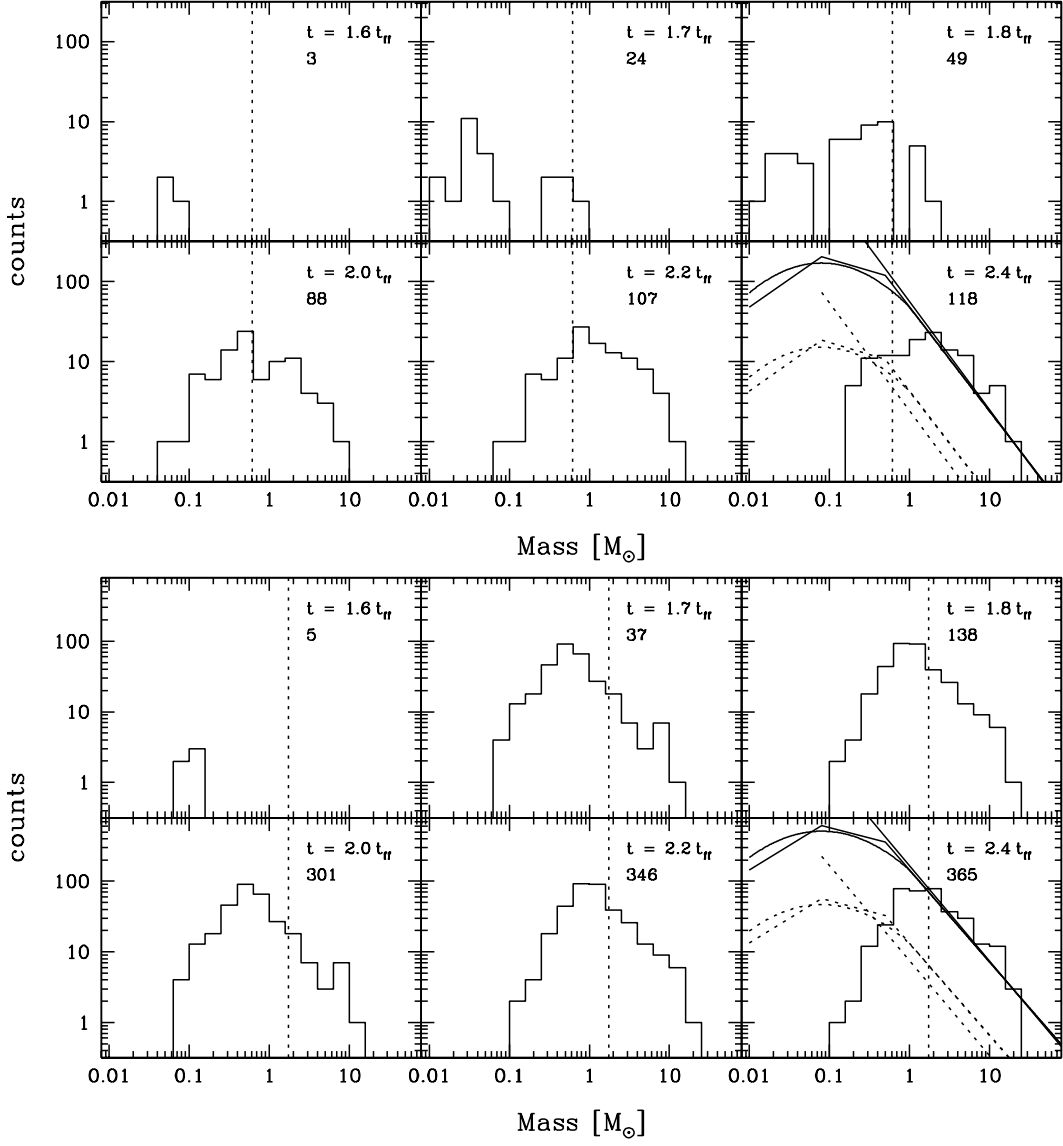 t = 1.6 t_ff
3
t = 1.7 t_ff
24
t = 1.8 t_ff
49
100
10
1
counts
t = 2.0 t_ff
88
t = 2.2 t_ff
107
t = 2.4 t_ff
118
100
10
1
0.01 0.1 1 10 0.01 0.1 1 10 0.01 0.1 1 10
Mass [M⊙]
t = 1.6 t_ff
5
t = 1.7 t_ff
37
t = 1.8 t_ff
138
100
10
1
counts
t = 2.0 t_ff
301
t = 2.2 t_ff
346
t = 2.4 t_ff
365
100
10
1
0.01 0.1 1 10 0.01 0.1 1 10 0.01 0.1 1 10
Mass [M⊙]